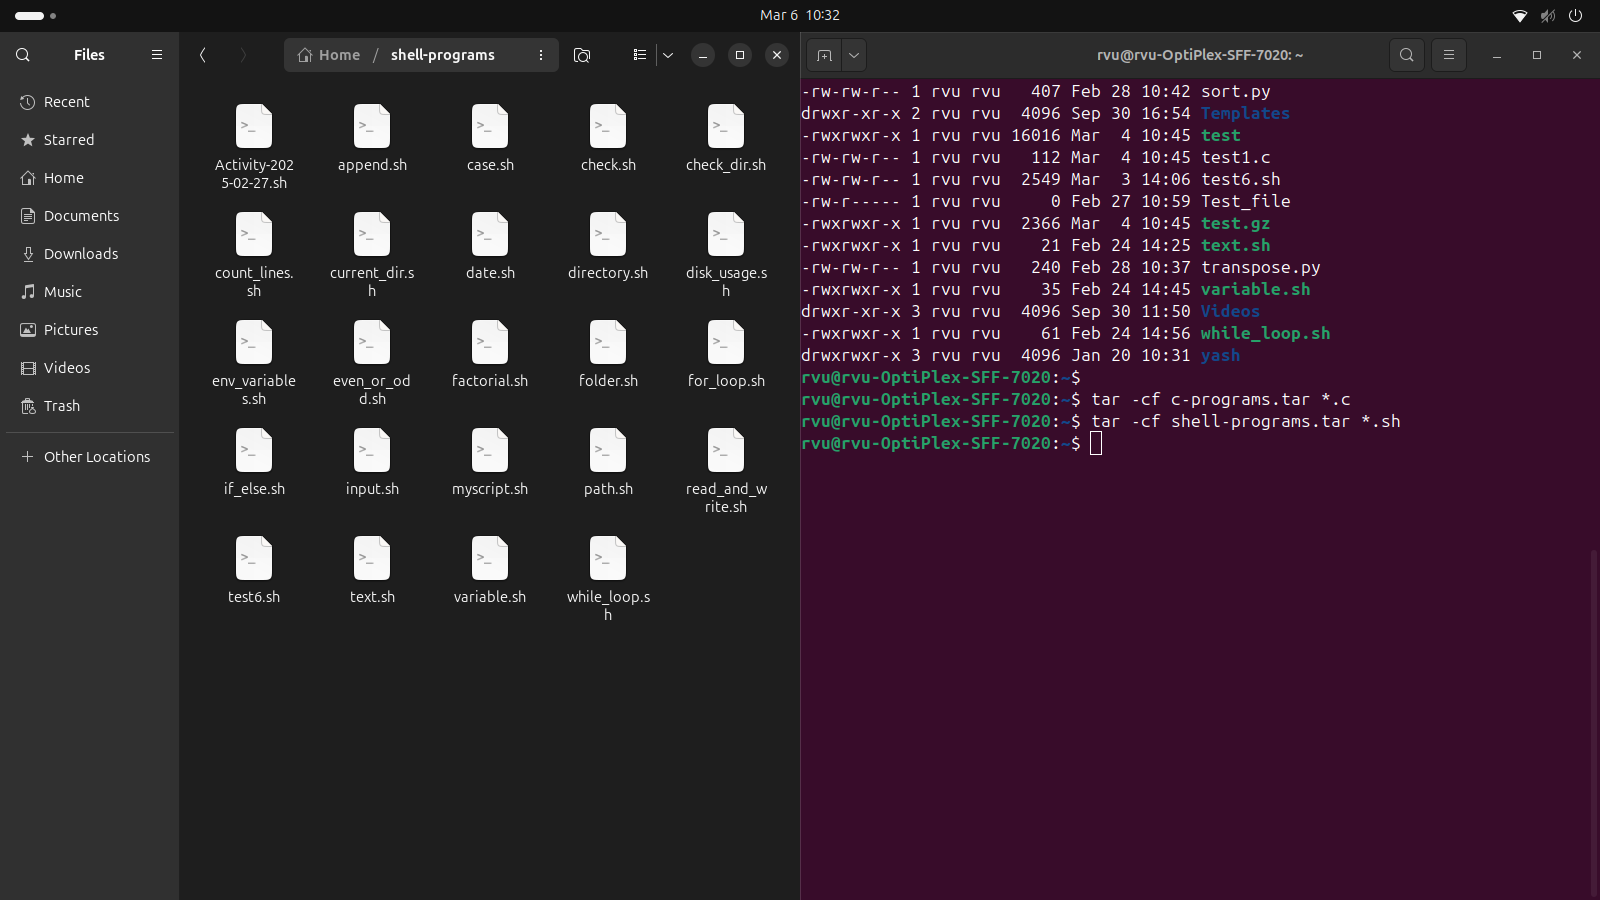 Mar 6 10:32
Files
Home / shell-programs
Recent
Starred
Home
Documents
Downloads
Music
Pictures
Videos
Trash
Other Locations
Activity-202
5-02-27.sh
append.sh
case.sh
check.sh
check_dir.sh
count_lines.
sh
current_dir.s
h
date.sh
directory.sh
disk_usage.s
h
env_variable
s.sh
even_or_od
d.sh
factorial.sh
folder.sh
for_loop.sh
if_else.sh
input.sh
myscript.sh
path.sh
read_and_w
rite.sh
test6.sh
text.sh
variable.sh
while_loop.s
h
rvu@rvu-OptiPlex-SFF-7020: ~
-rw-rw-r-- 1 rvu rvu   407 Feb 28 10:42 sort.py
drwxr-xr-x 2 rvu rvu  4096 Sep 30 16:54 Templates
-rwxrwxr-x 1 rvu rvu 16016 Mar  4 10:45 test
-rw-rw-r-- 1 rvu rvu   112 Mar  4 10:45 test1.c
-rw-rw-r-- 1 rvu rvu  2549 Mar  3 14:06 test6.sh
-rw-r----- 1 rvu rvu     0 Feb 27 10:59 Test_file
-rwxrwxr-x 1 rvu rvu  2366 Mar  4 10:45 test.gz
-rwxrwxr-x 1 rvu rvu    21 Feb 24 14:25 text.sh
-rw-rw-r-- 1 rvu rvu   240 Feb 28 10:37 transpose.py
-rwxrwxr-x 1 rvu rvu    35 Feb 24 14:45 variable.sh
drwxr-xr-x 3 rvu rvu  4096 Sep 30 11:50 Videos
-rwxrwxr-x 1 rvu rvu    61 Feb 24 14:56 while_loop.sh
drwxrwxr-x 3 rvu rvu  4096 Jan 20 10:31 yash
rvu@rvu-OptiPlex-SFF-7020:~$
rvu@rvu-OptiPlex-SFF-7020:~$ tar -cf c-programs.tar *.c
rvu@rvu-OptiPlex-SFF-7020:~$ tar -cf shell-programs.tar *.sh
rvu@rvu-OptiPlex-SFF-7020:~$